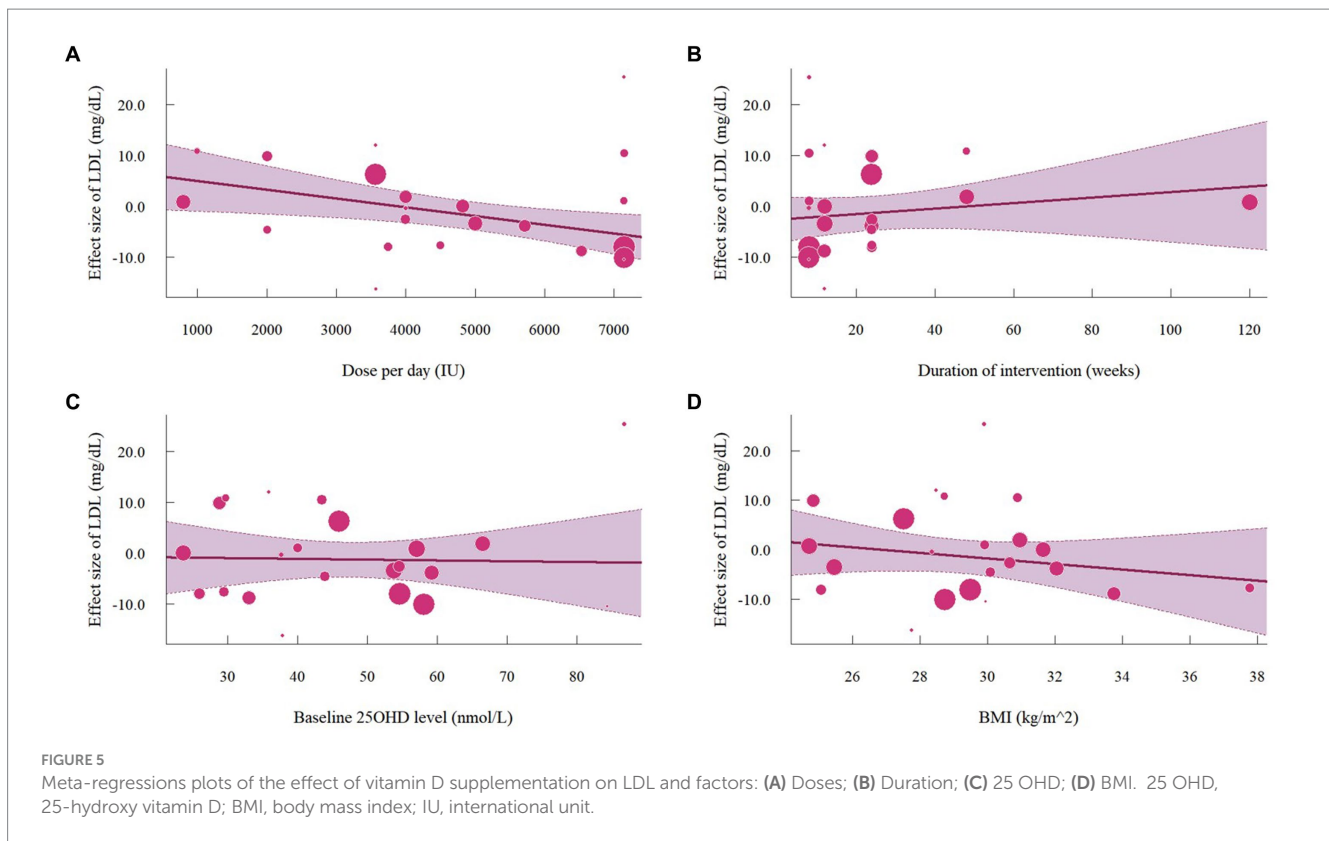 A
Effect size of LDL (mg/dL)
20.0
10.0
0.0
-10.0
1000 2000 3000 4000 5000 6000 7000
Dose per day (IU)
B
Effect size of LDL (mg/dL)
20.0
10.0
0.0
-10.0
20 40 60 80 100 120
Duration of intervention (weeks)
C
Effect size of LDL (mg/dL)
20.0
10.0
0.0
-10.0
30 40 50 60 70 80
Baseline 25OHD level (nmol/L)
D
Effect size of LDL (mg/dL)
20.0
10.0
0.0
-10.0
26 28 30 32 34 36 38
BMI (kg/m^2)
FIGURE 5
Meta-regressions plots of the effect of vitamin D supplementation on LDL and factors: (A) Doses; (B) Duration; (C) 25 OHD; (D) BMI. 25 OHD,
25-hydroxy vitamin D; BMI, body mass index; IU, international unit.